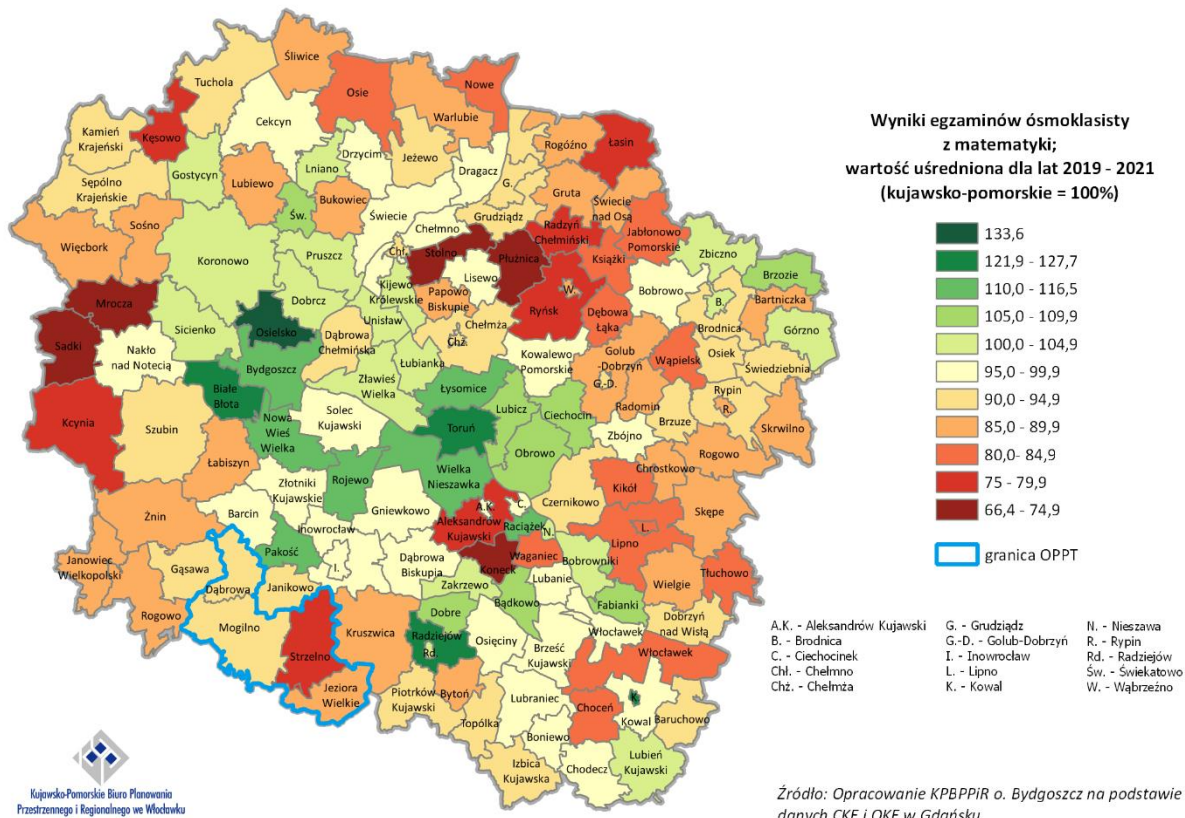 Śliwice
Tuchola
Osie
Nowe
Cekcyn
Warlubie
Kamień
Krajeński
Kęsowo
Łasin
Rogóźno
Drzycim
Jeżewo
Gostycyn
Lniano
Dragacz
G.
Sępólno
Krajeńskie
Lubiewo
Bukowiec
Gruta
Św.
Świecie
nad Osą
Sośno
Świecie
Grudziądz
Więcbork
Chełmno
Radzyń
Chełmiński
Jabłonowo
Pomorskie
Koronowo
Pruszcz
Chł.
Stolno
Płużnica
Książki
Zbiczno
Brzozie
Kijewo
Królewskie
Lisewo
Bobrowo
Mrocza
Dobrcz
Papowo
Biskupie
W.
B.
Bartniczka
Sicienko
Osielsko
Unisław
Ryńsk
Dębowa
Łąka
Brodnica
Górzno
Dąbrowa
Chełmińska
Chełmża
Sadki
Nakło
nad Notecią
Chż.
Kowalewo
Pomorskie
Golub
-Dobrzyń
Wąpielsk
Osiek
Bydgoszcz
Łubianka
Świedziebnia
Białe
Błota
Zławieś
Wielka
Łysomice
G.-D.
Rypin
R.
Kcynia
Szubin
Solec
Kujawski
Lubicz
Ciechocin
Radomin
Brzuze
Nowa
Wieś
Wielka
Toruń
Zbójno
Skrwilno
Łabiszyn
Obrowo
Rogowo
Wielka
Nieszawka
Chrostkowo
Złotniki
Kujawskie
Rojewo
Kikół
Czernikowo
Gniewkowo
A.K.
C.
Skępe
Żnin
Barcin
Inowrocław
Aleksandrów
Kujawski
Raciążek
N.
L.
Lipno
Pakość
Waganiec
Bobrowniki
Janowiec
Wielkopolski
Gąsawa
I.
Dąbrowa
Biskupia
Koneck
Tłuchowo
Janikowo
Lubanie
Wielgie
Dąbrowa
Zakrzewo
Bądkowo
Fabianki
Rogowo
Dobre
Dobrzyń
nad Wisłą
Mogilno
Kruszwica
Radziejów
Rd.
Osięciny
Włocławek
Strzelno
Brześć
Kujawski
Włocławek
Jeziora
Wielkie
Piotrków
Kujawski
Bytoń
Lubraniec
Choceń
K.
Topólka
Kowal
Baruchowo
Boniewo
Izbica
Kujawska
Chodecz
Lubień
Kujawski
Wyniki egzaminów ósmoklasisty
z matematyki;
wartość uśredniona dla lat 2019 - 2021
(kujawsko-pomorskie = 100%)
133,6
121,9 - 127,7
110,0 - 116,5
105,0 - 109,9
100,0 - 104,9
95,0 - 99,9
90,0 - 94,9
85,0 - 89,9
80,0- 84,9
75 - 79,9
66,4 - 74,9
granica OPPT
A.K. - Aleksandrów Kujawski
B. - Brodnica
C. - Ciechocinek
Chł. - Chełmno
Chż. - Chełmża
G. - Grudziądz
G.-D. - Golub-Dobrzyń
I. - Inowrocław
L. - Lipno
K. - Kowal
N. - Nieszawa
R. - Rypin
Rd. - Radziejów
Św. - Świekatowo
W. - Wąbrzeźno
Kujawsko-Pomorskie Biuro Planowania
Przestrzennego i Regionalnego we Włocławku
Źródło: Opracowanie KPBPPiR o. Bydgoszcz na podstawie
danych CKE i OKE w Gdańsku